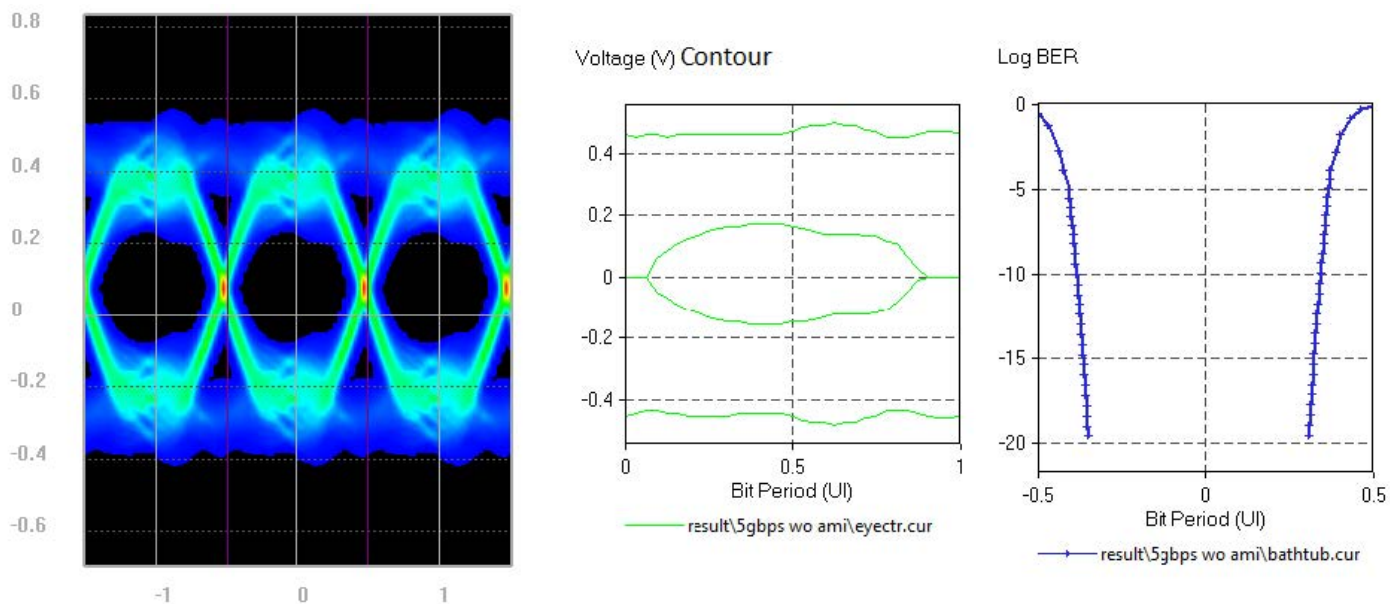 0.8
0.6
0.4
0.2
0
-0.2
-0.4
-0.6
-1 0 1
Voltage (V) Contour
0.4
0.2
0
-0.2
-0.4
0 0.5 1
Bit Period (UI)
result\5gbps wo ami\eyectr.cur
Log BER
0
-5
-10
-15
-20
-0.5 0 0.5
Bit Period (UI)
result\5gbps wo ami\bathtub.cur